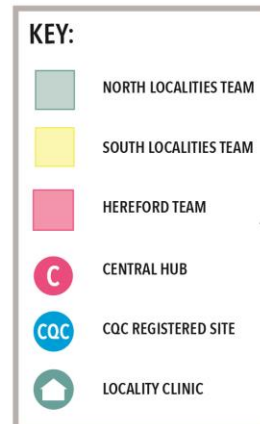 KEY:
NORTH LOCALITIES TEAM
SOUTH LOCALITIES TEAM
HEREFORD TEAM
C CENTRAL HUB
CQC CQC REGISTERED SITE
LOCALITY CLINIC